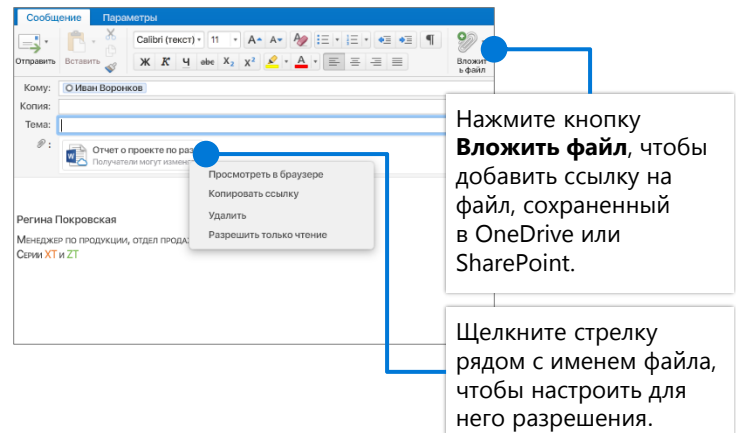 Сообщение Параметры
Calibri (текст) 11 A A
Отправить Вставить Ж К Ч abc X₂ X² A Вложит
ь файл
Кому: Иван Воронков
Копия:
Тема:
Отчет о проекте по раз
Получатели могут измен
Просмотреть в браузере
Копировать ссылку
Удалить
Разрешить только чтение
Регина Покровская
Менеджер по продукции, отдел прода
Серии XT и ZT
Нажмите кнопку
Вложить файл, чтобы
добавить ссылку на
файл, сохраненный
в OneDrive или
SharePoint.
Щелкните стрелку
рядом с именем файла,
чтобы настроить для
него разрешения.